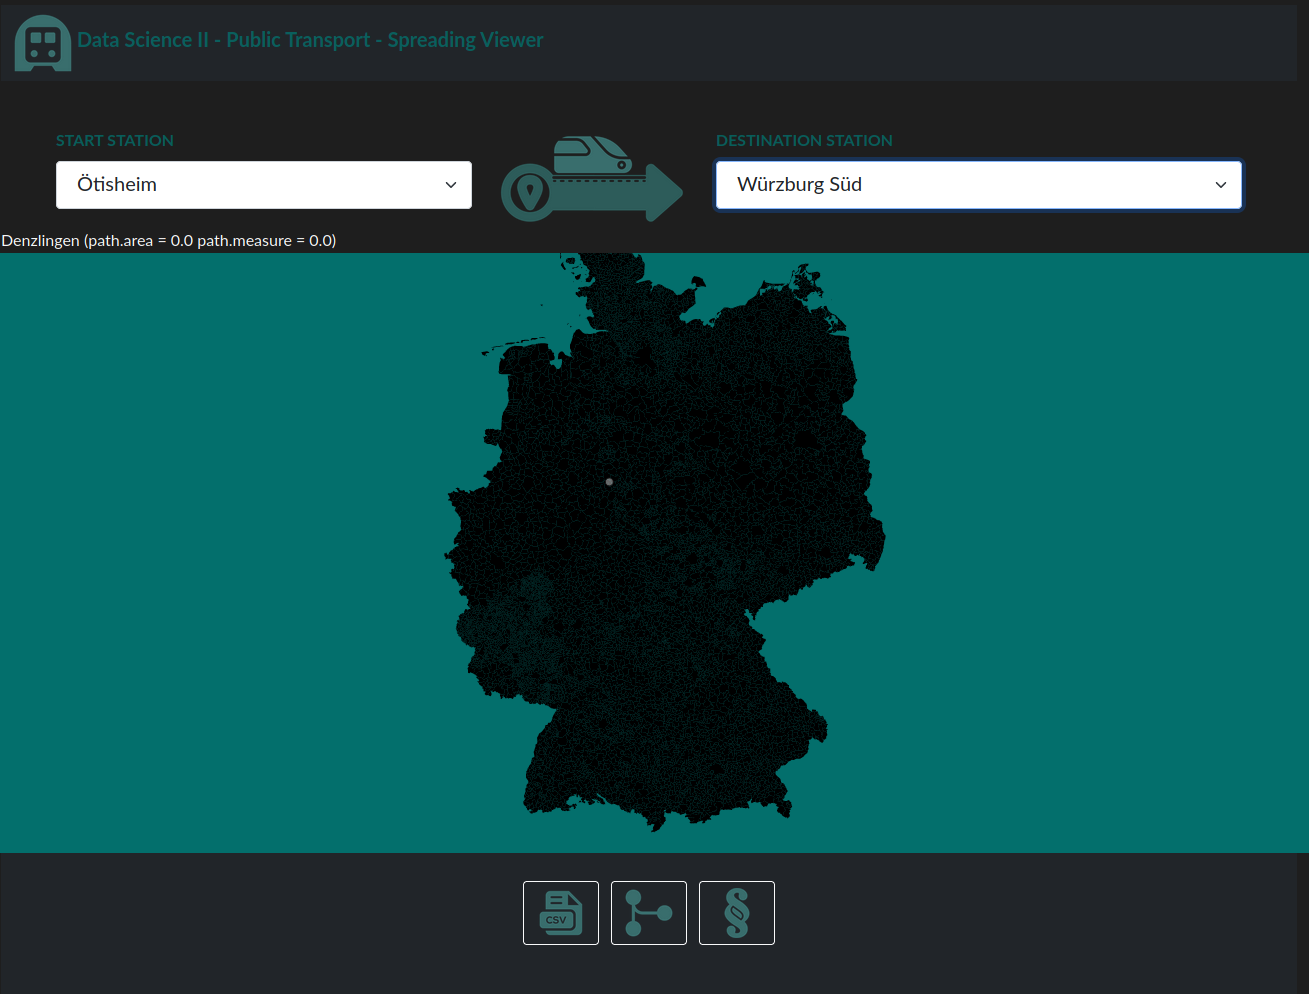 Data Science II - Public Transport - Spreading Viewer
START STATION
DESTINATION STATION
Ötisheim
Würzburg Süd
Denzlingen (path.area = 0.0 path.measure = 0.0)
CSV
§